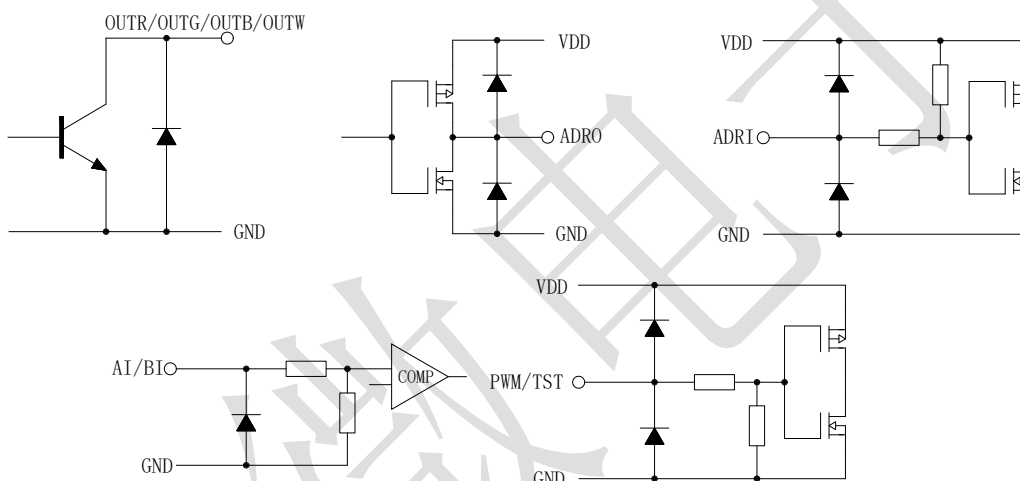 OUTR/OUTG/OUTB/OUTW
GND
VDD
ADRO
GND
VDD
ADRI
GND
AI/BI
COMP
GND
VDD
PWM/TST
GND